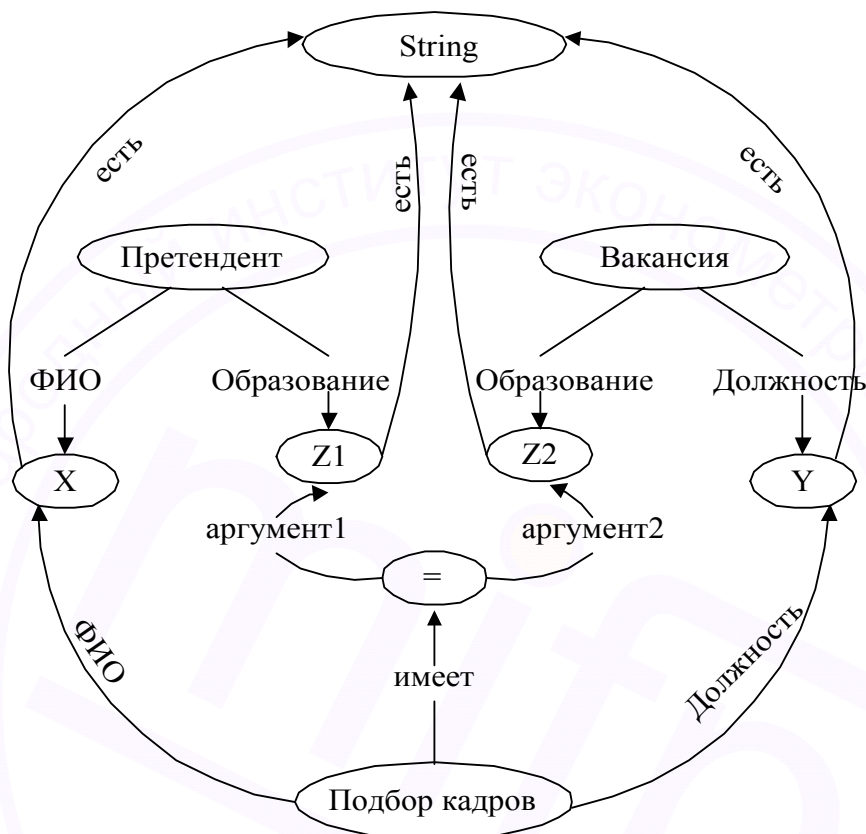 String
есть
есть
есть
есть
Претендент
Вакансия
ФИО
Образование
Образование
Должность
X
Z1
Z2
Y
аргумент1
аргумент2
=
ФИО
имеет
Должность
Подбор кадров